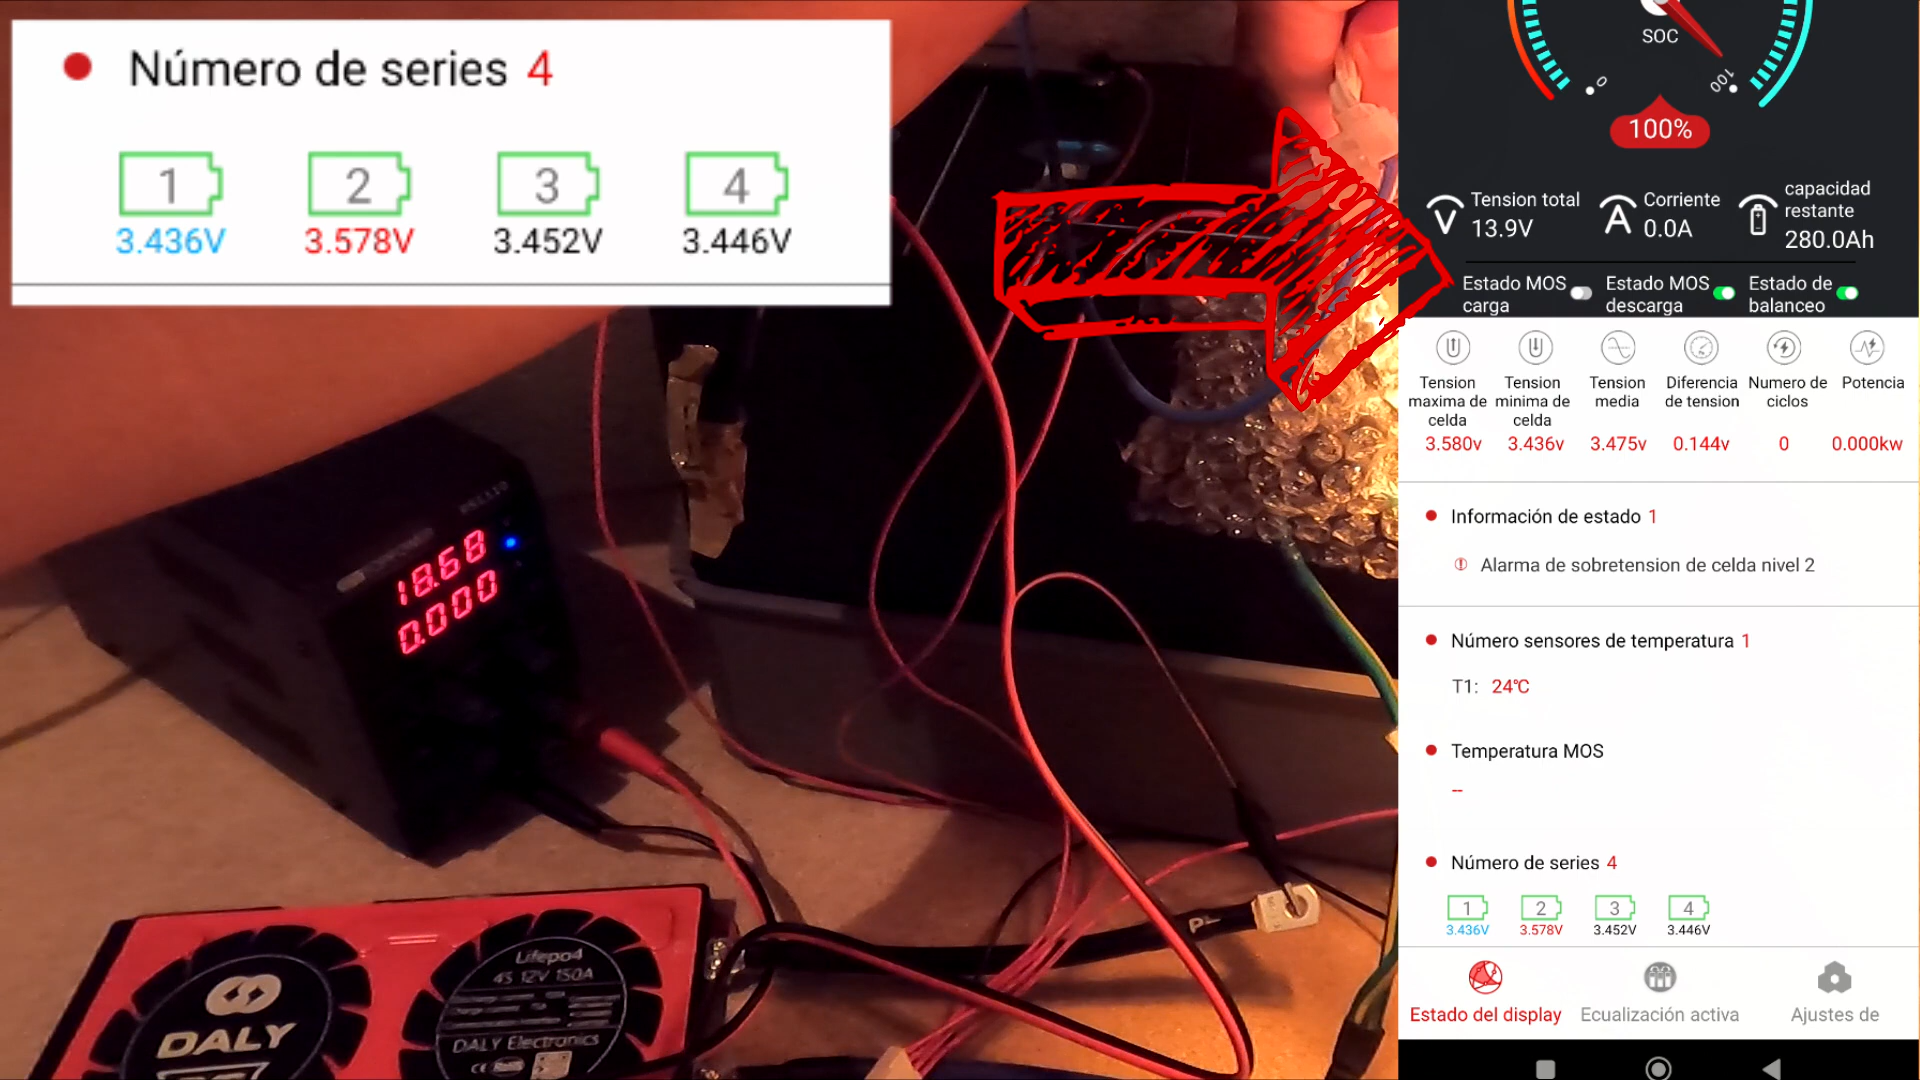 Número de series 4
1 2 3 4
3.436V 3.578V 3.452V 3.446V
18.68
0.000
Lifepo4
4S 12V 150A
DALY Electronics
DALY
PL
SOC
0 100
100%
Tension total
13.9V
Corriente
0.0A
capacidad
restante
280.0Ah
Estado MOS
carga
Estado MOS
descarga
Estado de
balanceo
Tension
maxima de
celda
3.580v
Tension
minima de
celda
3.436v
Tension
media
3.475v
Diferencia
de tension
0.144v
Numero de
ciclos
0
Potencia
0.000kw
Información de estado 1
Alarma de sobretension de celda nivel 2
Número sensores de temperatura 1
T1: 24℃
Temperatura MOS
--
Número de series 4
1 2 3 4
3.436V 3.578V 3.452V 3.446V
Estado del display Ecualización activa Ajustes de